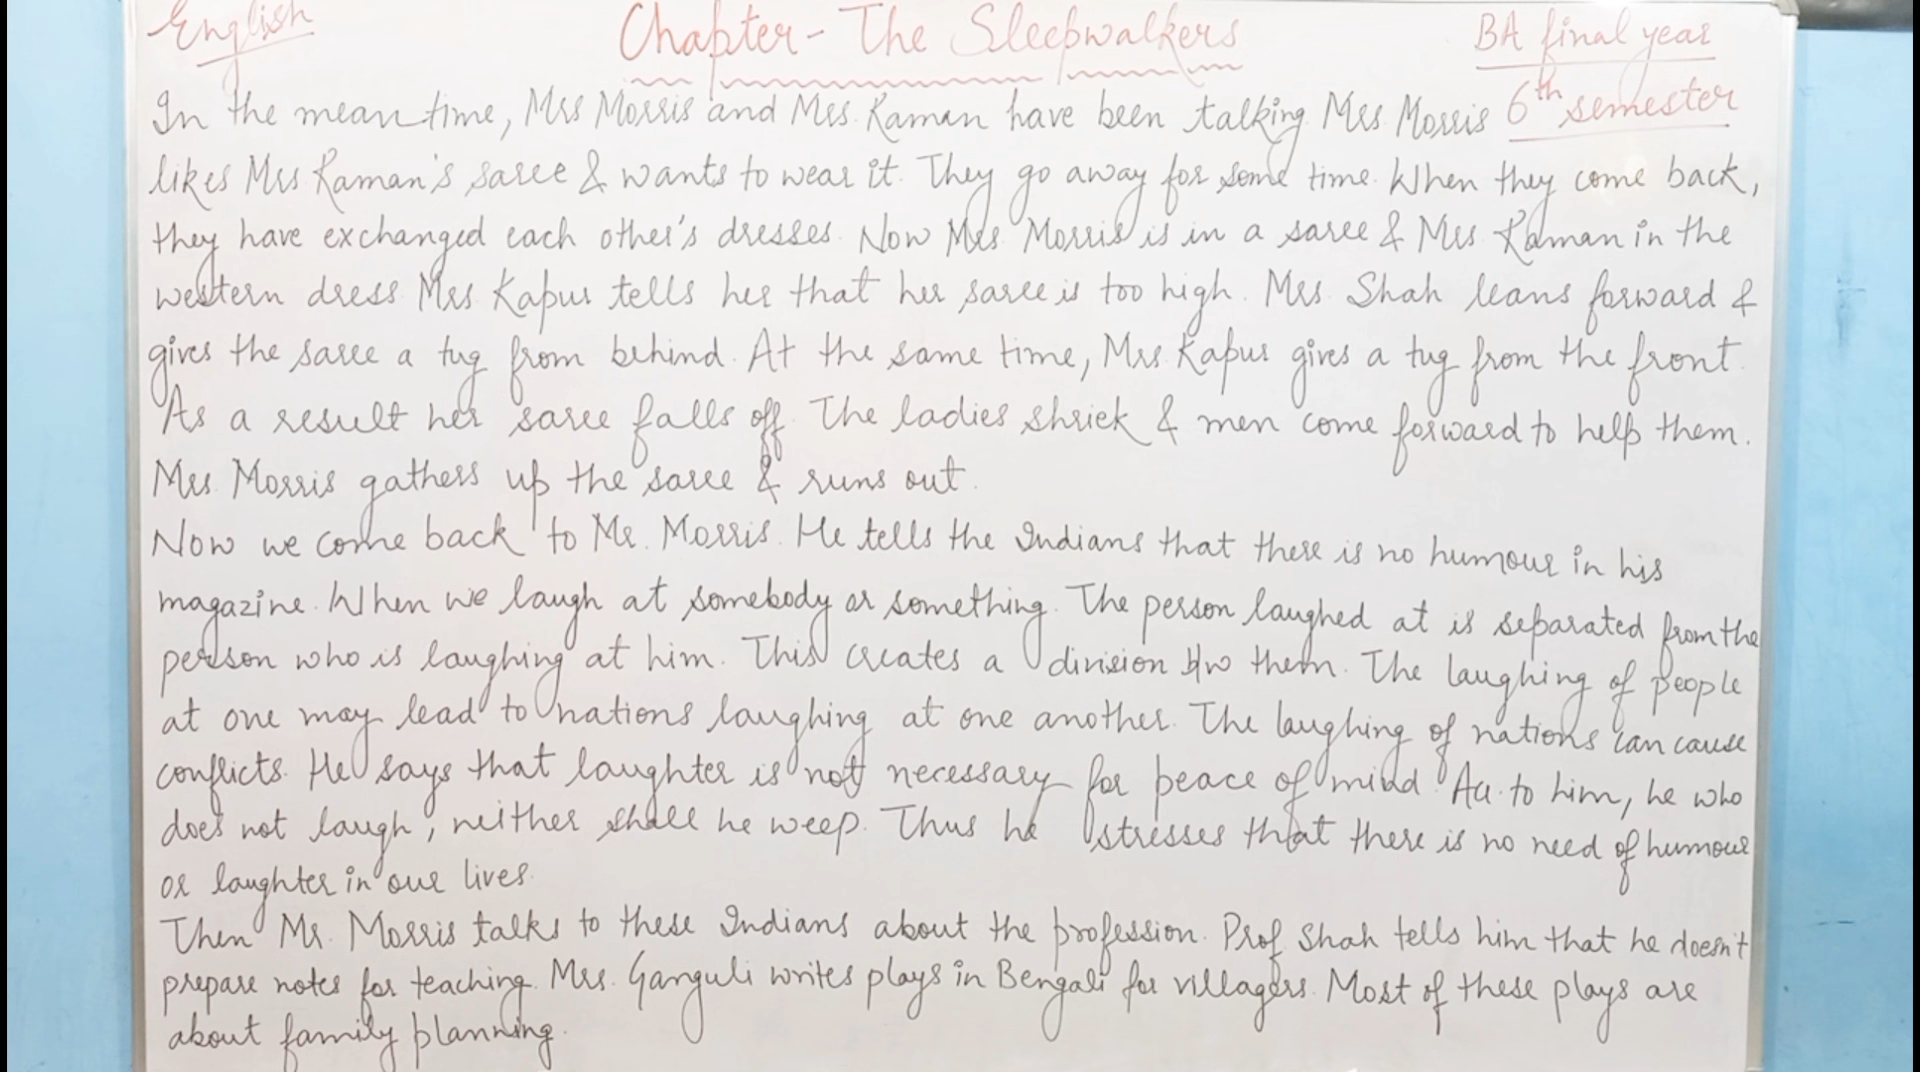 English
Chapter- The Sleepwalkers
BA final year
6th semester
In the meantime, Mrs Morris and Mrs. Raman have been talking. Mrs Morris
likes Mrs Raman's saree & wants to wear it. They go away for some time. When they come back,
they have exchanged each other's dresses. Now Mrs Morris is in a saree & Mrs Raman in the
western dress. Mrs. Kapur tells her that her saree is too high. Mrs. Shah leans forward &
gives the saree a tug from behind. At the same time, Mrs Kapur gives a tug from the front.
As a result her saree falls off. The ladies shriek & men come forward to help them.
Mrs. Morris gathers up the saree & runs out.
Now we come back to Mr. Morris. He tells the Indians that there is no humour in his
magazine. When we laugh at somebody or something. The person laughed at is separated from the
person who is laughing at him. This creates a division b/w them. The laughing of people
at one may lead to nations laughing at one another. The laughing of nations can cause
conflicts. He says that laughter is not necessary for peace of mind. Acc. to him, he who
does not laugh, neither shall he weep. Thus he stresses that there is no need of humour
or laughter in our lives.
Then Mr. Morris talks to these Indians about the profession. Prof Shah tells him that he doesn't
prepare notes for teaching. Mrs. Ganguli writes plays in Bengali for villagers. Most of these plays are
about family planning.